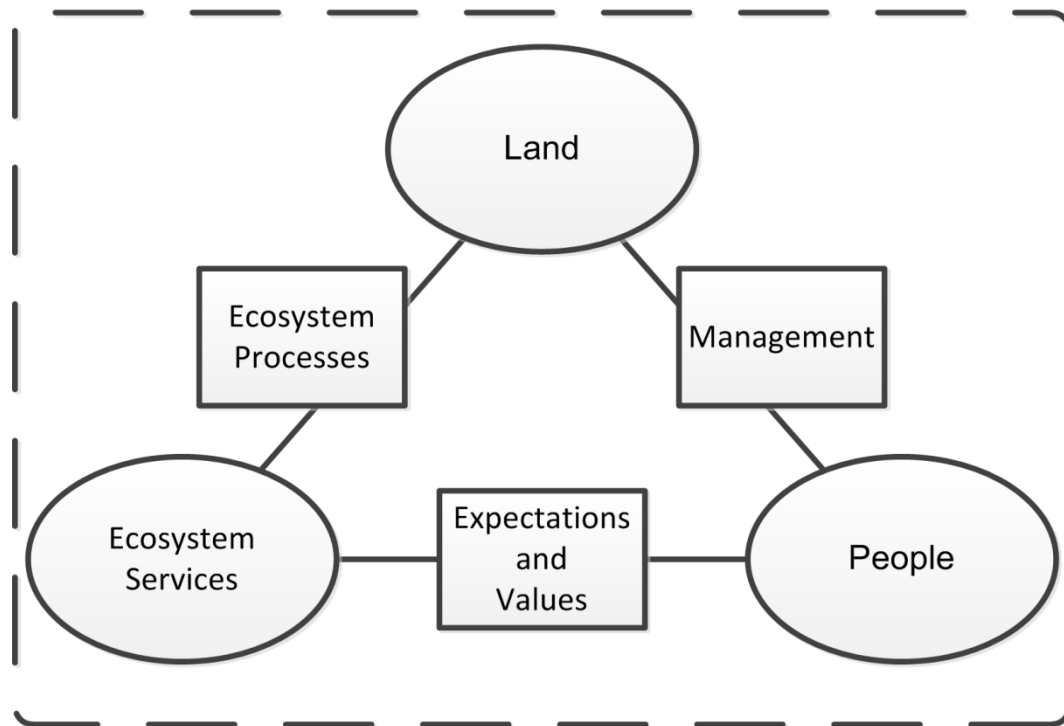 Land
Ecosystem
Processes
Management
Ecosystem
Services
Expectations
and
Values
People